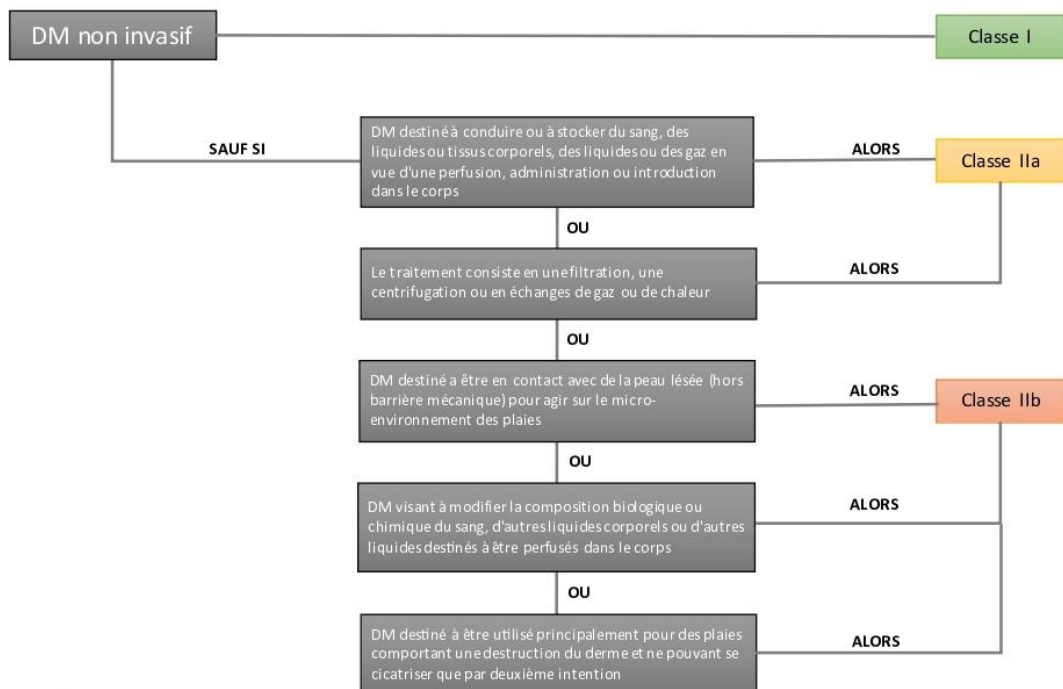 DM non invasif
Classe I
SAUF SI
DM destiné à conduire ou à stocker du sang, des
liquides ou tissus corporels, des liquides ou des gaz en
vue d'une perfusion, administration ou introduction
dans le corps
ALORS
Classe IIa
OU
Le traitement consiste en une filtration, une
centrifugation ou en échanges de gaz ou de chaleur
ALORS
OU
DM destiné a être en contact avec de la peau lésée (hors
barrière mécanique) pour agir sur le micro-
environnement des plaies
ALORS
Classe IIb
OU
DM visant à modifier la composition biologique ou
chimique du sang, d'autres liquides corporels ou d'autres
liquides destinés à être perfusés dans le corps
ALORS
OU
DM destiné à être utilisé principalement pour des plaies
comportant une destruction du derme et ne pouvant se
cicatriser que par deuxième intention
ALORS